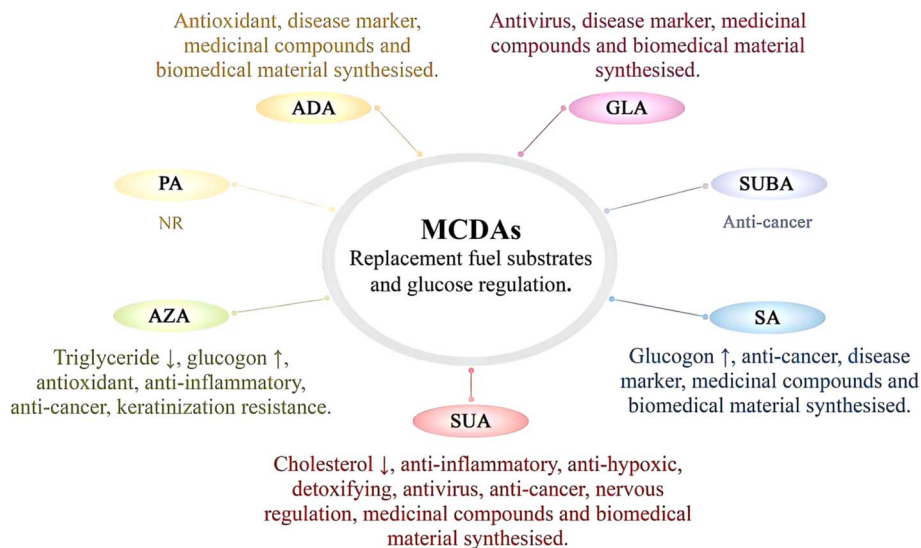 Antioxidant, disease marker,
medicinal compounds and
biomedical material synthesised.
ADA
Antivirus, disease marker, medicinal
compounds and biomedical material
synthesised.
GLA
PA
NR
SUBA
Anti-cancer
MCDAs
Replacement fuel substrates
and glucose regulation.
AZA
Triglyceride ↓, glucogon ↑,
antioxidant, anti-inflammatory,
anti-cancer, keratinization resistance.
SA
Glucogon ↑, anti-cancer, disease
marker, medicinal compounds and
biomedical material synthesised.
SUA
Cholesterol ↓, anti-inflammatory, anti-hypoxic,
detoxifying, antivirus, anti-cancer, nervous
regulation, medicinal compounds and biomedical
material synthesised.